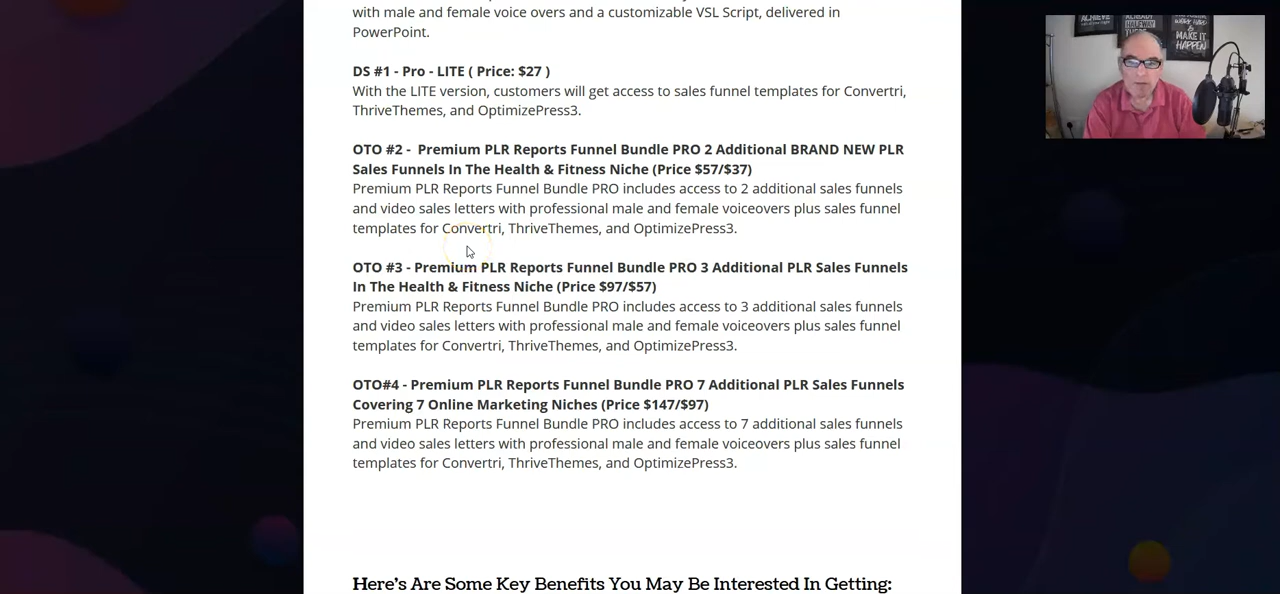 with male and female voice overs and a customizable VSL Script, delivered in
PowerPoint.
DS #1 - Pro - LITE ( Price: $27 )
With the LITE version, customers will get access to sales funnel templates for Convertri,
ThriveThemes, and OptimizePress3.
OTO #2 - Premium PLR Reports Funnel Bundle PRO 2 Additional BRAND NEW PLR
Sales Funnels In The Health & Fitness Niche (Price $57/$37)
Premium PLR Reports Funnel Bundle PRO includes access to 2 additional sales funnels
and video sales letters with professional male and female voiceovers plus sales funnel
templates for Convertri, ThriveThemes, and OptimizePress3.
OTO #3 - Premium PLR Reports Funnel Bundle PRO 3 Additional PLR Sales Funnels
In The Health & Fitness Niche (Price $97/$57)
Premium PLR Reports Funnel Bundle PRO includes access to 3 additional sales funnels
and video sales letters with professional male and female voiceovers plus sales funnel
templates for Convertri, ThriveThemes, and OptimizePress3.
OTO#4 - Premium PLR Reports Funnel Bundle PRO 7 Additional PLR Sales Funnels
Covering 7 Online Marketing Niches (Price $147/$97)
Premium PLR Reports Funnel Bundle PRO includes access to 7 additional sales funnels
and video sales letters with professional male and female voiceovers plus sales funnel
templates for Convertri, ThriveThemes, and OptimizePress3.
Here's Are Some Key Benefits You May Be Interested In Getting:
ACHIEVE
ALREADY
HALFWAY
THERE
WORK HARD
&
MAKE IT
HAPPEN